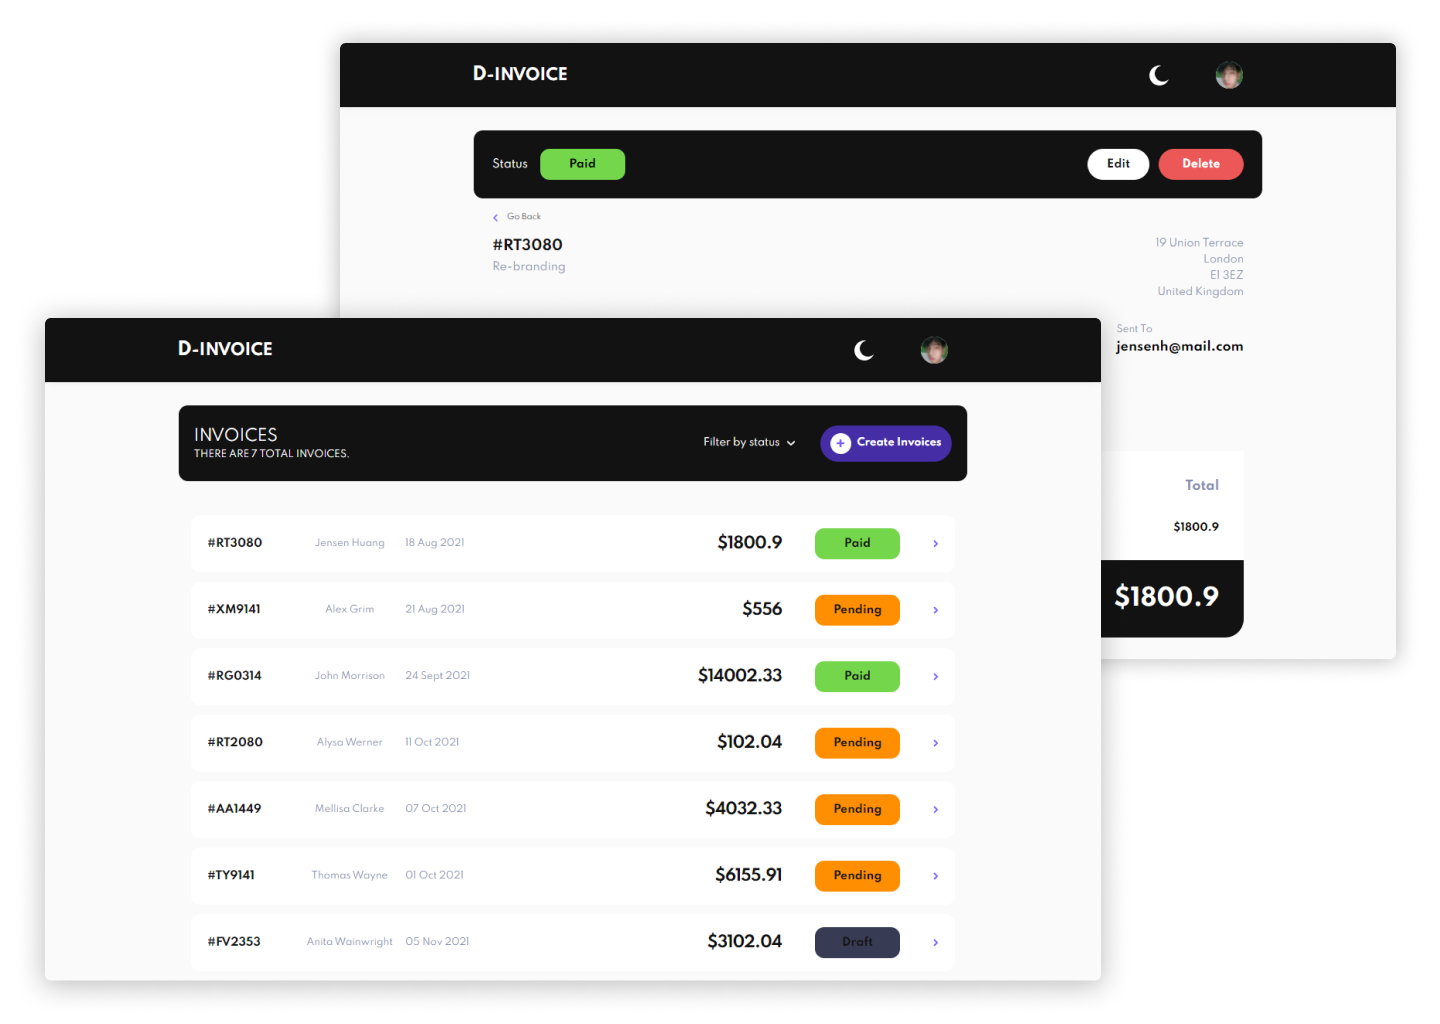 D-INVOICE
Status Paid Edit Delete
Go Back
#RT3080
Re-branding
19 Union Terrace
London
E1 3EZ
United Kingdom
Sent To
jensenh@mail.com
Total
$1800.9
$1800.9
D-INVOICE
INVOICES
THERE ARE 7 TOTAL INVOICES.
Filter by status
+ Create Invoices
#RT3080 Jensen Huang 18 Aug 2021 $1800.9 Paid
#XM9141 Alex Grim 21 Aug 2021 $556 Pending
#RG0314 John Morrison 24 Sept 2021 $14002.33 Paid
#RT2080 Alysa Werner 11 Oct 2021 $102.04 Pending
#AA1449 Mellisa Clarke 07 Oct 2021 $4032.33 Pending
#TY9141 Thomas Wayne 01 Oct 2021 $6155.91 Pending
#FV2353 Anita Wainwright 05 Nov 2021 $3102.04 Draft